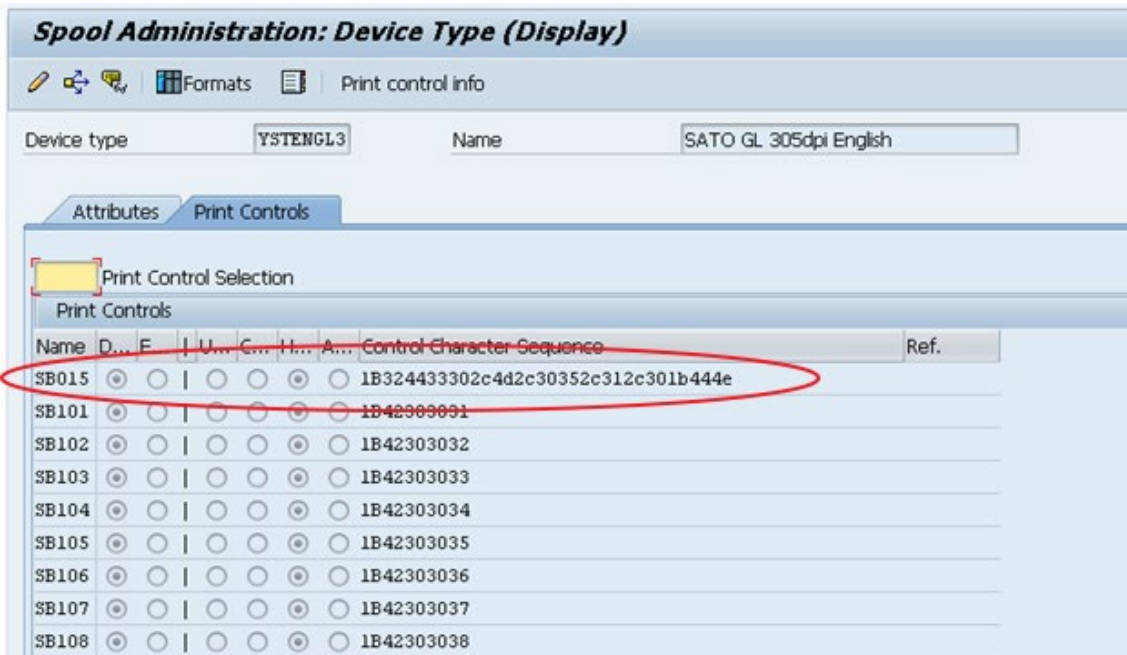 Spool Administration: Device Type (Display)
Formats Print control info
Device type YSTENGL3 Name SATO GL 305dpi English
Attributes Print Controls
Print Control Selection
Print Controls
Name D... F... | U... C... H... A... Control Character Sequence Ref.
SB015 | 1B324433302c4d2c30352c312c301b444e
SB101 | 1B42303031
SB102 | 1B42303032
SB103 | 1B42303033
SB104 | 1B42303034
SB105 | 1B42303035
SB106 | 1B42303036
SB107 | 1B42303037
SB108 | 1B42303038